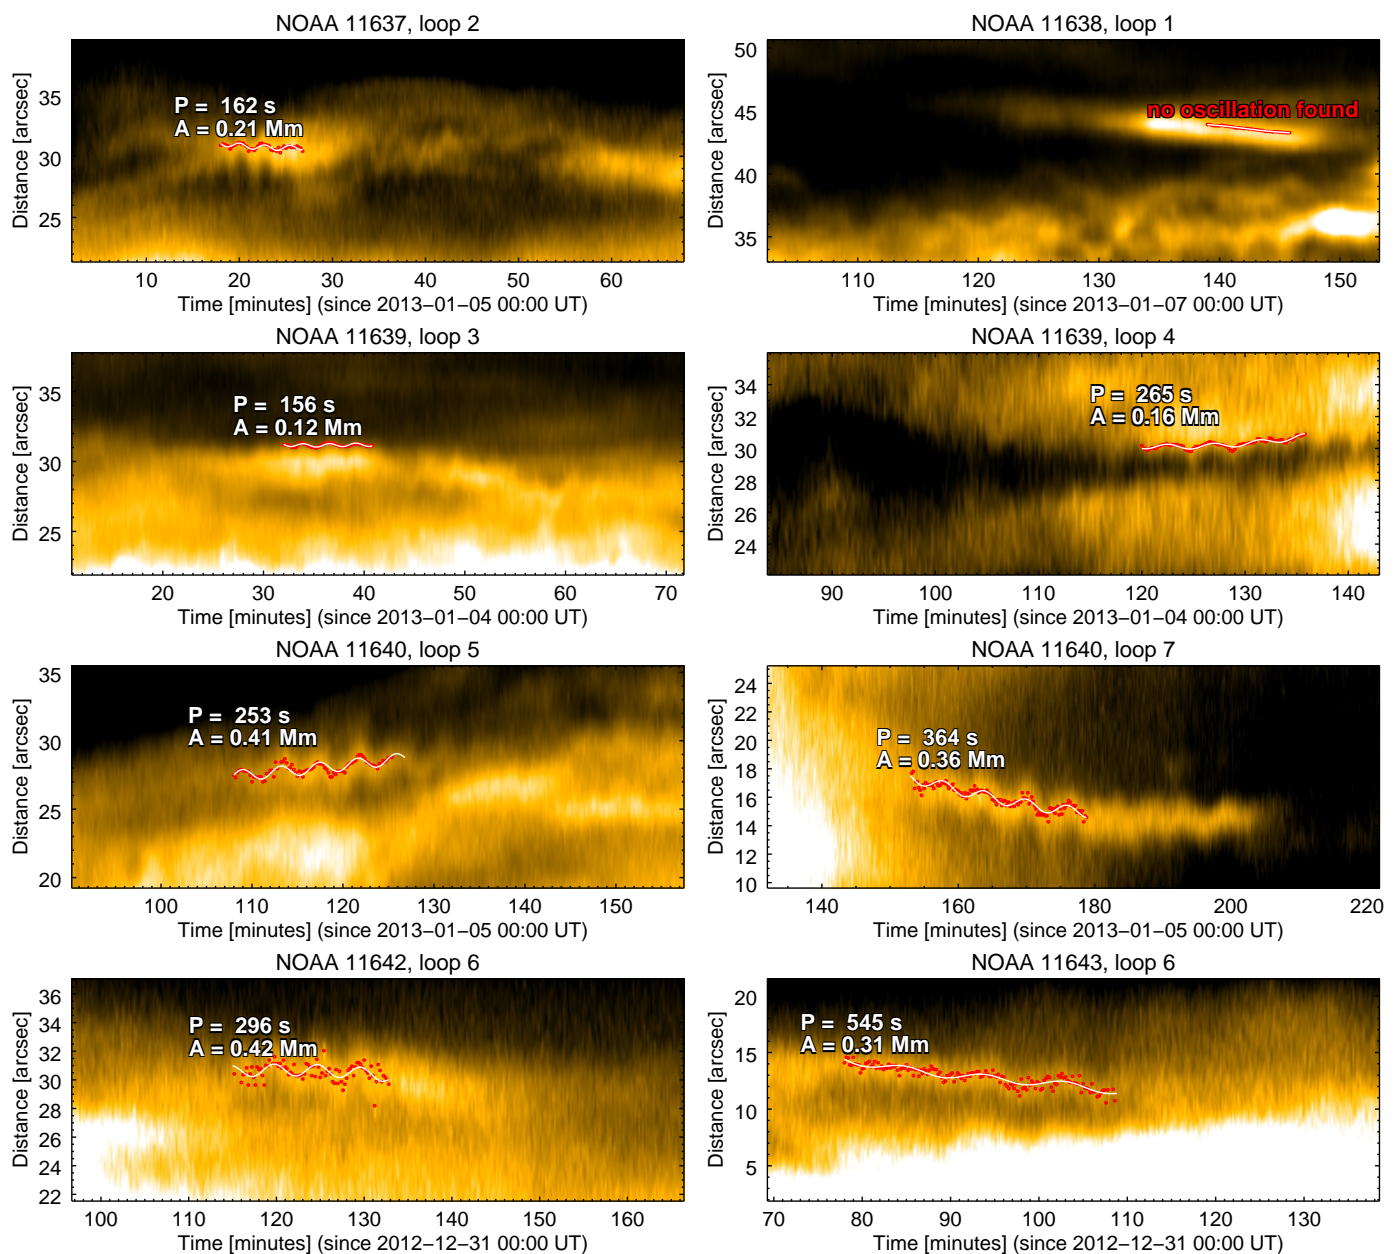 NOAA 11637, loop 2
Distance [arcsec]
35
30
25
P =  162 s
A = 0.21 Mm
10 20 30 40 50 60
Time [minutes] (since 2013−01−05 00:00 UT)
NOAA 11638, loop 1
Distance [arcsec]
50
45
40
35
no oscillation found
110 120 130 140 150
Time [minutes] (since 2013−01−07 00:00 UT)
NOAA 11639, loop 3
Distance [arcsec]
35
30
25
P =  156 s
A = 0.12 Mm
20 30 40 50 60 70
Time [minutes] (since 2013−01−04 00:00 UT)
NOAA 11639, loop 4
Distance [arcsec]
34
32
30
28
26
24
P =  265 s
A = 0.16 Mm
90 100 110 120 130 140
Time [minutes] (since 2013−01−04 00:00 UT)
NOAA 11640, loop 5
Distance [arcsec]
35
30
25
20
P =  253 s
A = 0.41 Mm
100 110 120 130 140 150
Time [minutes] (since 2013−01−05 00:00 UT)
NOAA 11640, loop 7
Distance [arcsec]
24
22
20
18
16
14
12
10
P =  364 s
A = 0.36 Mm
140 160 180 200 220
Time [minutes] (since 2013−01−05 00:00 UT)
NOAA 11642, loop 6
Distance [arcsec]
36
34
32
30
28
26
24
22
P =  296 s
A = 0.42 Mm
100 110 120 130 140 150 160
Time [minutes] (since 2012−12−31 00:00 UT)
NOAA 11643, loop 6
Distance [arcsec]
20
15
10
5
P =  545 s
A = 0.31 Mm
70 80 90 100 110 120 130
Time [minutes] (since 2012−12−31 00:00 UT)